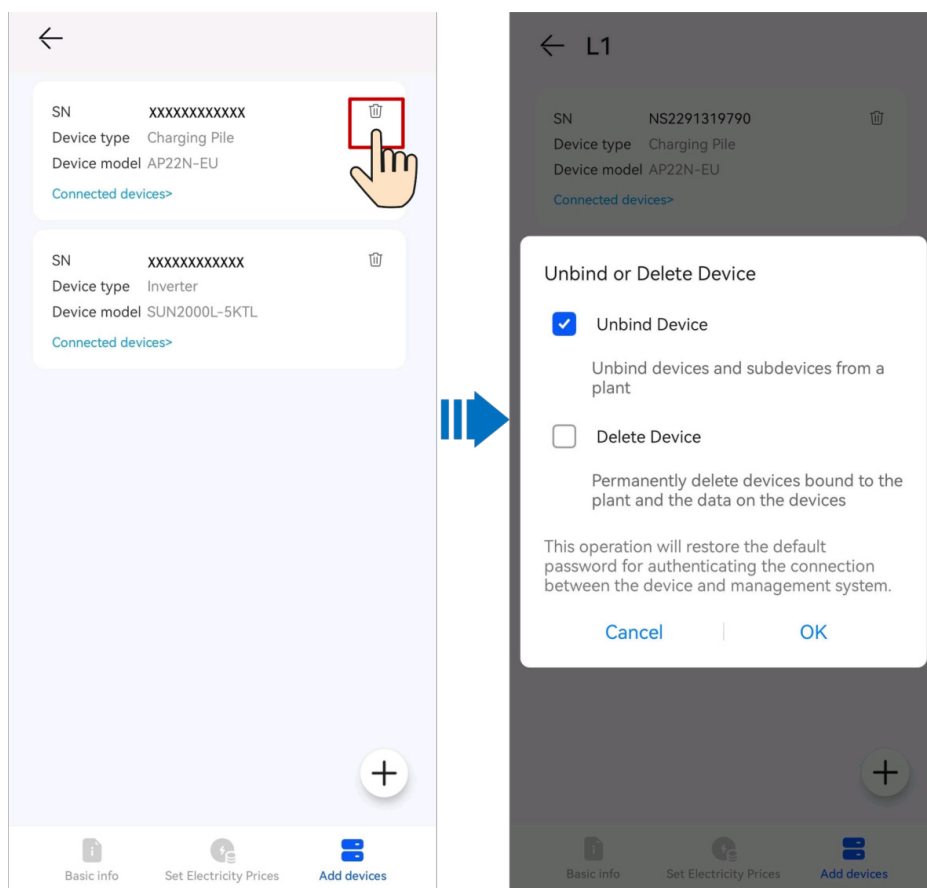 SN XXXXXXXXXXXX
Device type Charging Pile
Device model AP22N-EU
Connected devices>
SN XXXXXXXXXXXX
Device type Inverter
Device model SUN2000L-5KTL
Connected devices>
Basic info Set Electricity Prices Add devices
L1
SN NS2291319790
Device type Charging Pile
Device model AP22N-EU
Connected devices>
Unbind or Delete Device
Unbind Device
Unbind devices and subdevices from a
plant
Delete Device
Permanently delete devices bound to the
plant and the data on the devices
This operation will restore the default
password for authenticating the connection
between the device and management system.
Cancel OK
Basic info Set Electricity Prices Add devices